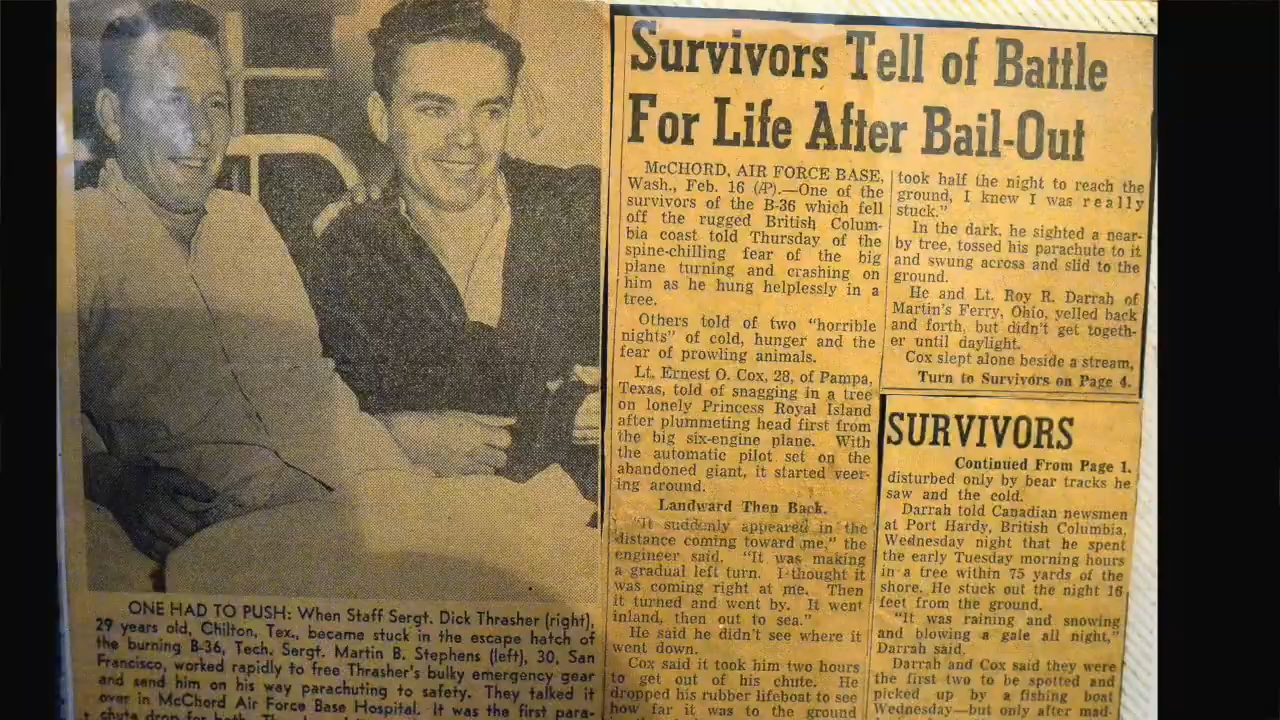 Survivors Tell of Battle
For Life After Bail-Out
McCHORD, AIR FORCE BASE,
Wash., Feb. 16 (AP).—One of the
survivors of the B-36 which fell
off the rugged British Colum-
bia coast told Thursday of the
spine-chilling fear of the big
plane turning and crashing on
him as he hung helplessly in a
tree.
Others told of two "horrible
nights" of cold, hunger and the
fear of prowling animals.
Lt. Ernest O. Cox, 28, of Pampa,
Texas, told of snagging in a tree
on lonely Princess Royal Island
after plummeting head first from
the big six-engine plane. With
the automatic pilot set on the
abandoned giant, it started veer-
ing around.
Landward Then Back.
"It suddenly appeared in the
distance coming toward me," the
engineer said. "It was making
a gradual left turn. I thought it
was coming right at me. Then
it turned and went by. It went
inland, then out to sea."
He said he didn't see where it
went down.
Cox said it took him two hours
to get out of his chute. He
dropped his rubber lifeboat to see
how far it was to the ground
took half the night to reach the
ground, I knew I was really
stuck."
In the dark, he sighted a near-
by tree, tossed his parachute to it
and swung across and slid to the
ground.
He and Lt. Roy R. Darrah of
Martin's Ferry, Ohio, yelled back
and forth, but didn't get togeth-
er until daylight.
Cox slept alone beside a stream,
Turn to Survivors on Page 4.
SURVIVORS
Continued From Page 1.
disturbed only by bear tracks he
saw and the cold.
Darrah told Canadian newsmen
at Port Hardy, British Columbia,
Wednesday night that he spent
the early Tuesday morning hours
in a tree within 75 yards of the
shore. He stuck out the night 16
feet from the ground.
"It was raining and snowing
and blowing a gale all night,"
Darrah said.
Darrah and Cox said they were
the first two to be spotted and
picked up by a fishing boat
Wednesday—but only after mad-
ONE HAD TO PUSH: When Staff Sergt. Dick Thrasher (right),
29 years old, Chilton, Tex., became stuck in the escape hatch of
the burning B-36, Tech. Sergt. Martin B. Stephens (left), 30, San
Francisco, worked rapidly to free Thrasher's bulky emergency gear
and send him on his way parachuting to safety. They talked it
over in McChord Air Force Base Hospital. It was the first para-
chute drop for both.